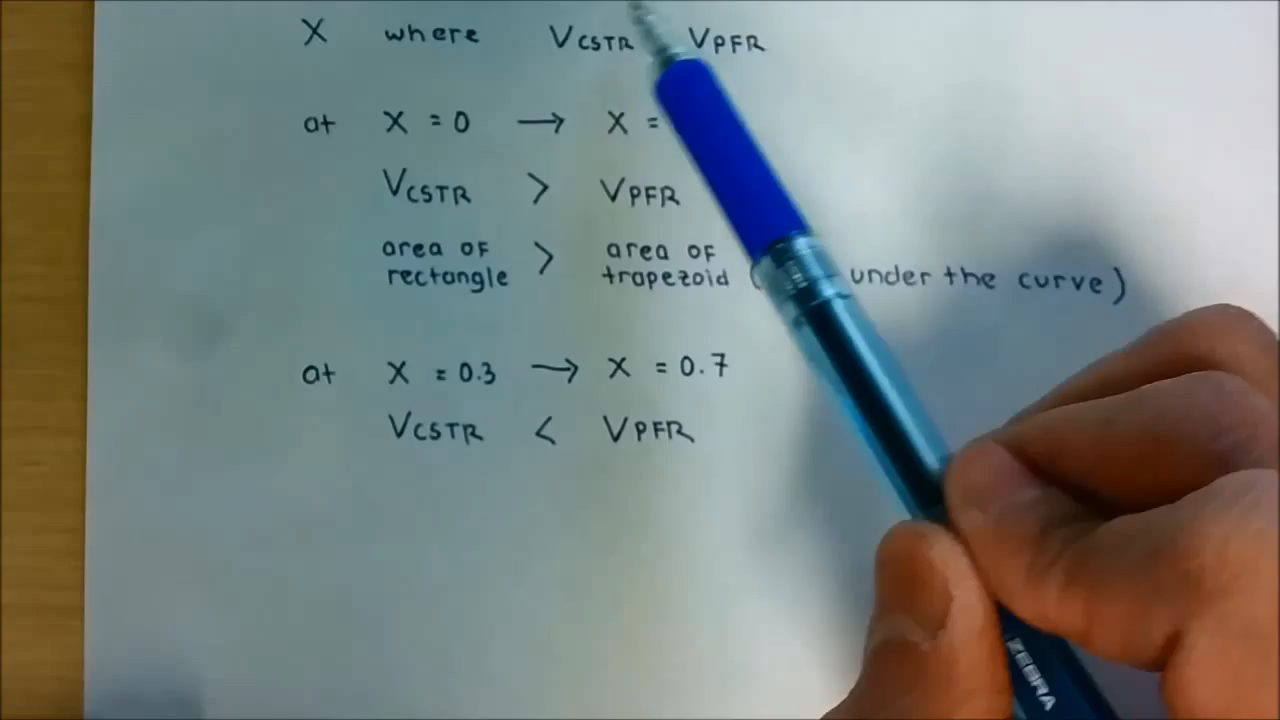 X where VCSTR VPFR
at X = 0 → X =
VCSTR > VPFR
area of rectangle > area of trapezoid ( under the curve)
at X = 0.3 → X = 0.7
VCSTR < VPFR
ZEBRA